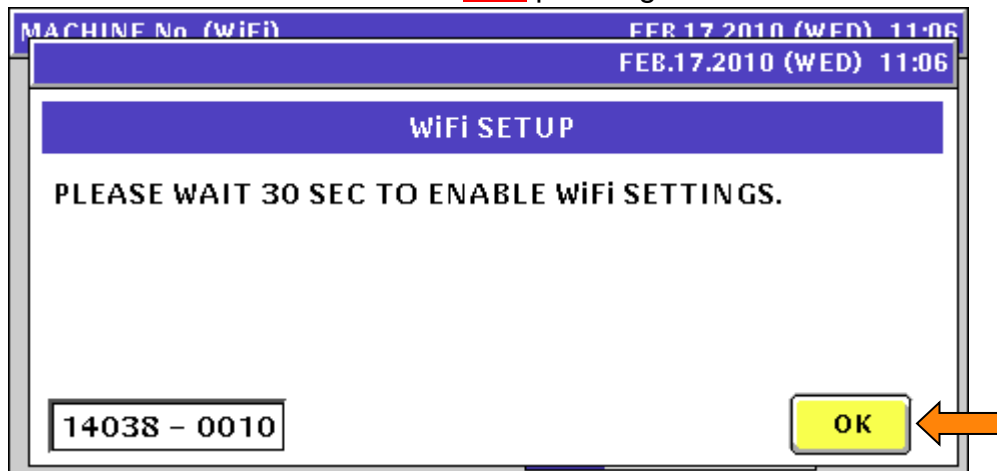 MACHINE No. (WiFi) FEB.17.2010 (WED) 11:06
FEB.17.2010 (WED) 11:06
WiFi SETUP
PLEASE WAIT 30 SEC TO ENABLE WiFi SETTINGS.
14038 - 0010
OK